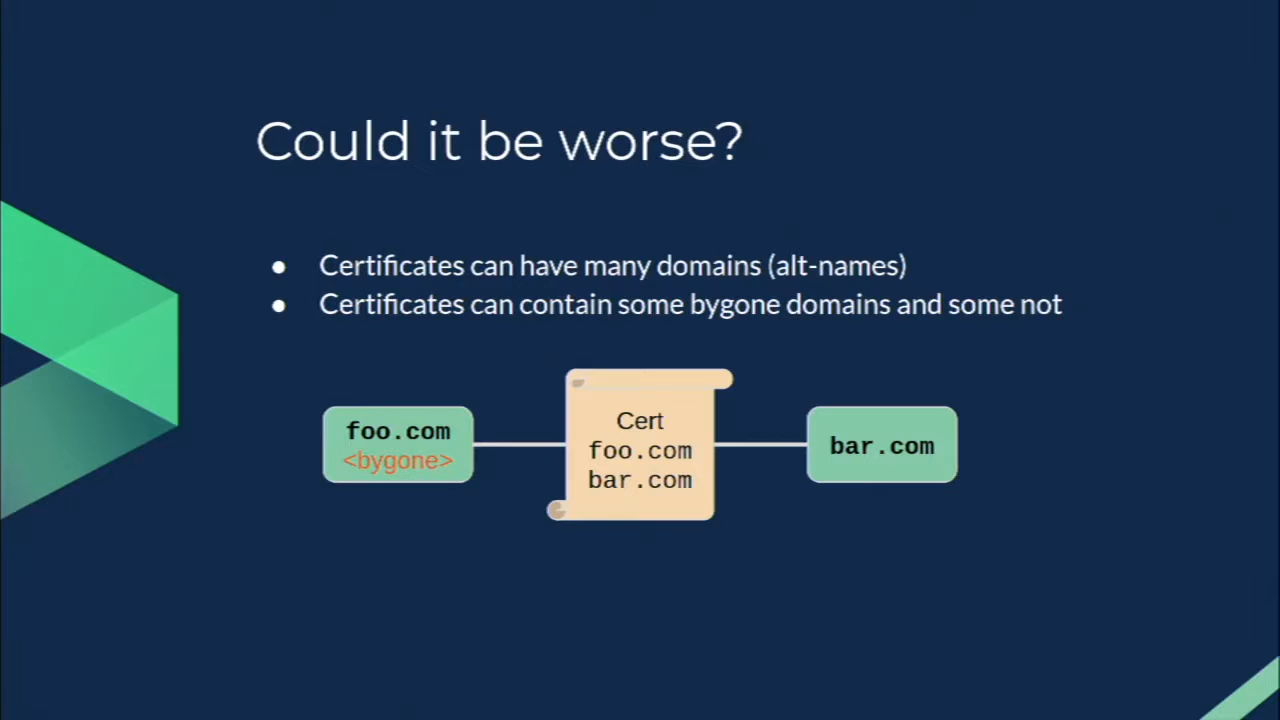 Could it be worse?
● Certificates can have many domains (alt-names)
● Certificates can contain some bygone domains and some not
foo.com
<bygone>
Cert
foo.com
bar.com
bar.com